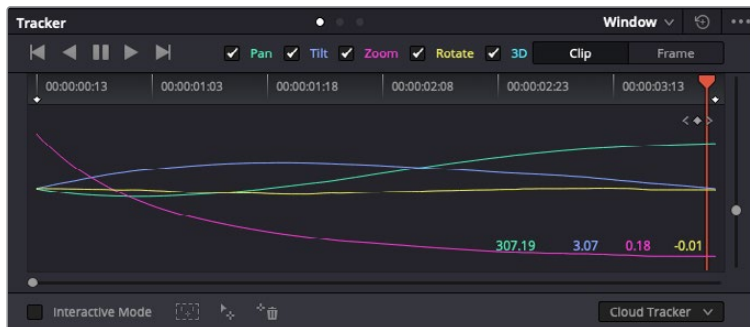 Tracker Window
Pan Tilt Zoom Rotate 3D Clip Frame
00:00:00:13 00:00:01:03 00:00:01:18 00:00:02:08 00:00:02:23 00:00:03:13
307.19 3.07 0.18 -0.01
Interactive Mode Cloud Tracker